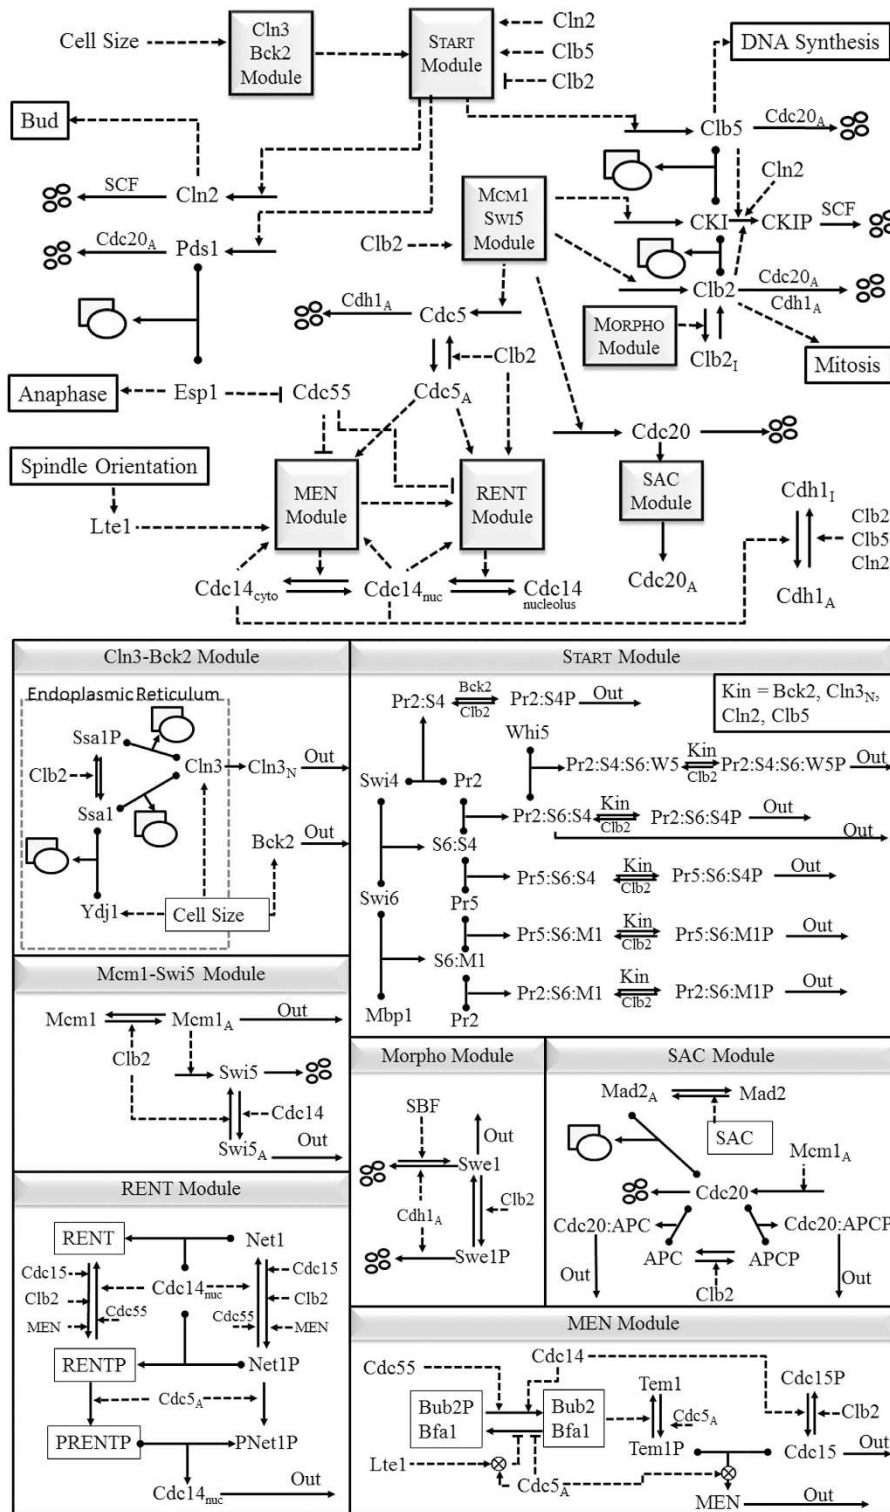 Cell Size
Cln3
Bck2
Module
START
Module
Cln2
Clb5
Clb2
DNA Synthesis
Bud
Clb5
Cdc20A
SCF
Cln2
Cln2
MCM1
SWI5
Module
CKI
CKIP
SCF
Cdc20A
Pds1
Clb2
Clb2
Cdc20A
Cdh1A
Cdh1A
Cdc5
MORPHO
Module
Clb2
Clb2I
Mitosis
Anaphase
Esp1
Cdc55
Cdc5A
Cdc20
Spindle Orientation
MEN
Module
RENT
Module
SAC
Module
Cdh1I
Lte1
Clb2
Clb5
Cln2
Cdc14cyto
Cdc14nuc
Cdc14
nucleolus
Cdc20A
Cdh1A
Cln3-Bck2 Module
Endoplasmic Reticulum
Ssa1P
Clb2
Cln3
Cln3N
Out
Ssa1
Bck2
Out
Ydj1
Cell Size
START Module
Kin = Bck2, Cln3N,
Cln2, Clb5
Pr2:S4
Bck2
Clb2
Pr2:S4P
Out
Whi5
Pr2:S4:S6:W5
Kin
Clb2
Pr2:S4:S6:W5P
Out
Swi4
Pr2
Pr2:S6:S4
Kin
Clb2
Pr2:S6:S4P
Out
Out
S6:S4
Pr5:S6:S4
Kin
Clb2
Pr5:S6:S4P
Out
Swi6
Pr5
Pr5:S6:M1
Kin
Clb2
Pr5:S6:M1P
Out
S6:M1
Pr2:S6:M1
Kin
Clb2
Pr2:S6:M1P
Out
Mbp1
Pr2
Mcm1-Swi5 Module
Mcm1
Mcm1A
Out
Clb2
Swi5
Cdc14
Swi5A
Out
Morpho Module
SBF
Out
Swe1
Cdh1A
Clb2
Swe1P
SAC Module
Mad2A
Mad2
SAC
Mcm1A
Cdc20
Cdc20:APC
Cdc20:APCP
APC
APCP
Out
Clb2
Out
RENT Module
RENT
Net1
Cdc15
Clb2
MEN
Cdc55
Cdc14nuc
Cdc15
Clb2
Cdc55
MEN
RENTP
Net1P
Cdc5A
PRENTP
PNet1P
Cdc14nuc
Out
MEN Module
Cdc55
Cdc14
Bub2P
Bfa1
Bub2
Bfa1
Tem1
Cdc5A
Tem1P
Cdc15P
Clb2
Cdc15
Out
Lte1
Cdc5A
MEN
Out